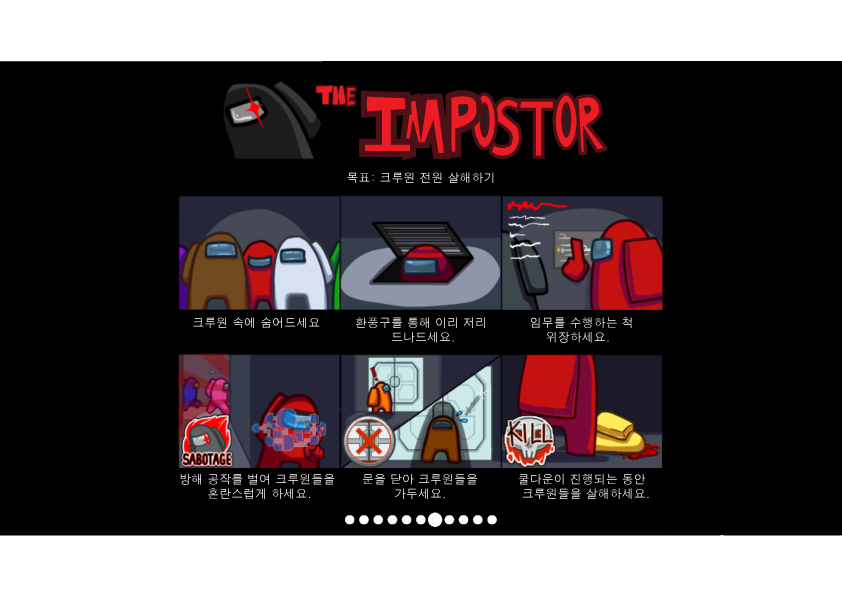 THE
IMPOSTOR
목표: 크루원 전원 살해하기
크루원 속에 숨어드세요
환풍구를 통해 이리 저리
드나드세요.
임무를 수행하는 척
위장하세요.
SABOTAGE
KILL
방해 공작를 벌여 크루원들을
혼란스럽게 하세요.
문을 닫아 크루원들을
가두세요.
쿨다운이 진행되는 동안
크루원들을 살해하세요.